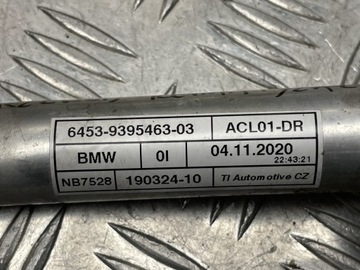 6453-9395463-03 ACL01-DR
BMW 0I 04.11.2020
22:43:21
NB7528 190324-10 TI Automotive CZ